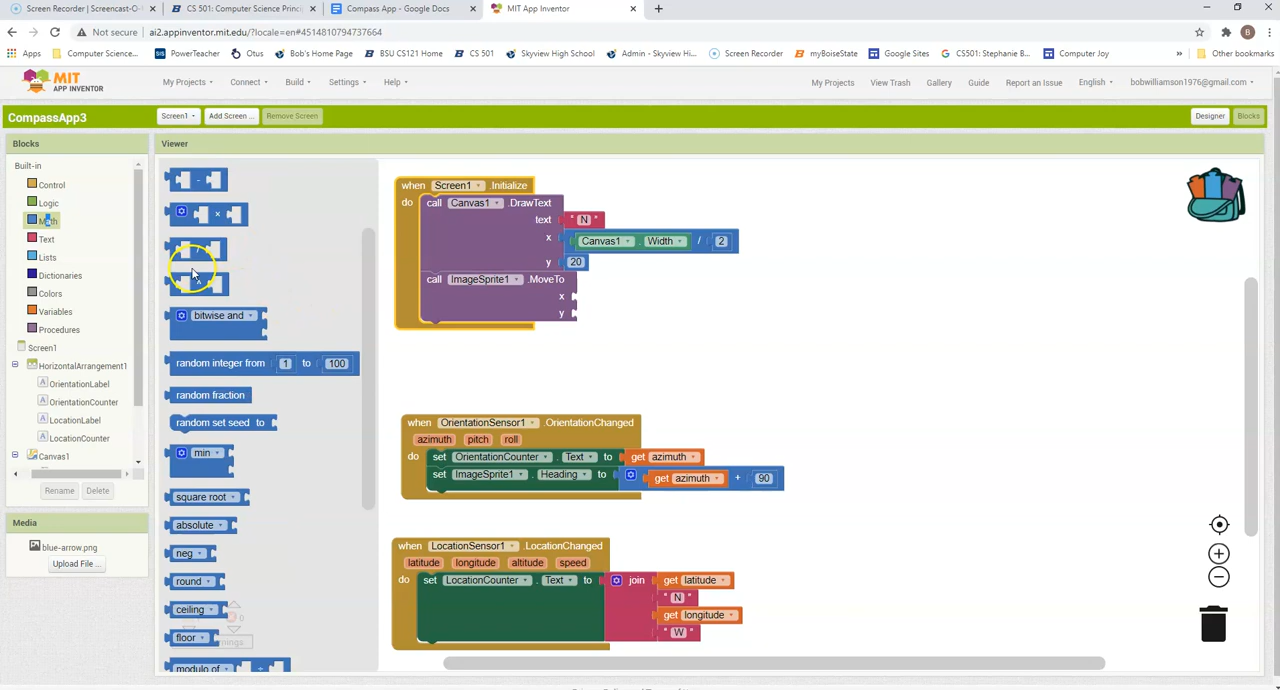 Screen Recorder | Screencast-O-M
CS 501: Computer Science Princi
Compass App - Google Docs
MIT App Inventor
Not secure | ai2.appinventor.mit.edu/?locale=en#4514810794737664
Apps Computer Science... PowerTeacher Otus Bob's Home Page BSU CS121 Home CS 501 Skyview High School Admin - Skyview Hig... Screen Recorder myBoiseState Google Sites CS501: Stephanie B... Computer Joy » Other bookmarks
MIT APP INVENTOR
My Projects Connect Build Settings Help
My Projects View Trash Gallery Guide Report an Issue English bobwilliamson1976@gmail.com
CompassApp3
Screen1 Add Screen ... Remove Screen
Designer Blocks
Blocks
Viewer
Built-in
Control
Logic
Math
Text
Lists
Dictionaries
Colors
Variables
Procedures
Screen1
HorizontalArrangement1
OrientationLabel
OrientationCounter
LocationLabel
LocationCounter
Canvas1
Rename Delete
Media
blue-arrow.png
Upload File ...
-
×
^
bitwise and
random integer from 1 to 100
random fraction
random set seed to
min
square root
absolute
neg
round
ceiling
floor
modulo of ÷
when Screen1 .Initialize
do call Canvas1 .DrawText
text " N "
x Canvas1 . Width / 2
y 20
call ImageSprite1 .MoveTo
x
y
when OrientationSensor1 .OrientationChanged
azimuth pitch roll
do set OrientationCounter . Text to get azimuth
set ImageSprite1 . Heading to get azimuth + 90
when LocationSensor1 .LocationChanged
latitude longitude altitude speed
do set LocationCounter . Text to join get latitude
" N "
get longitude
" W "